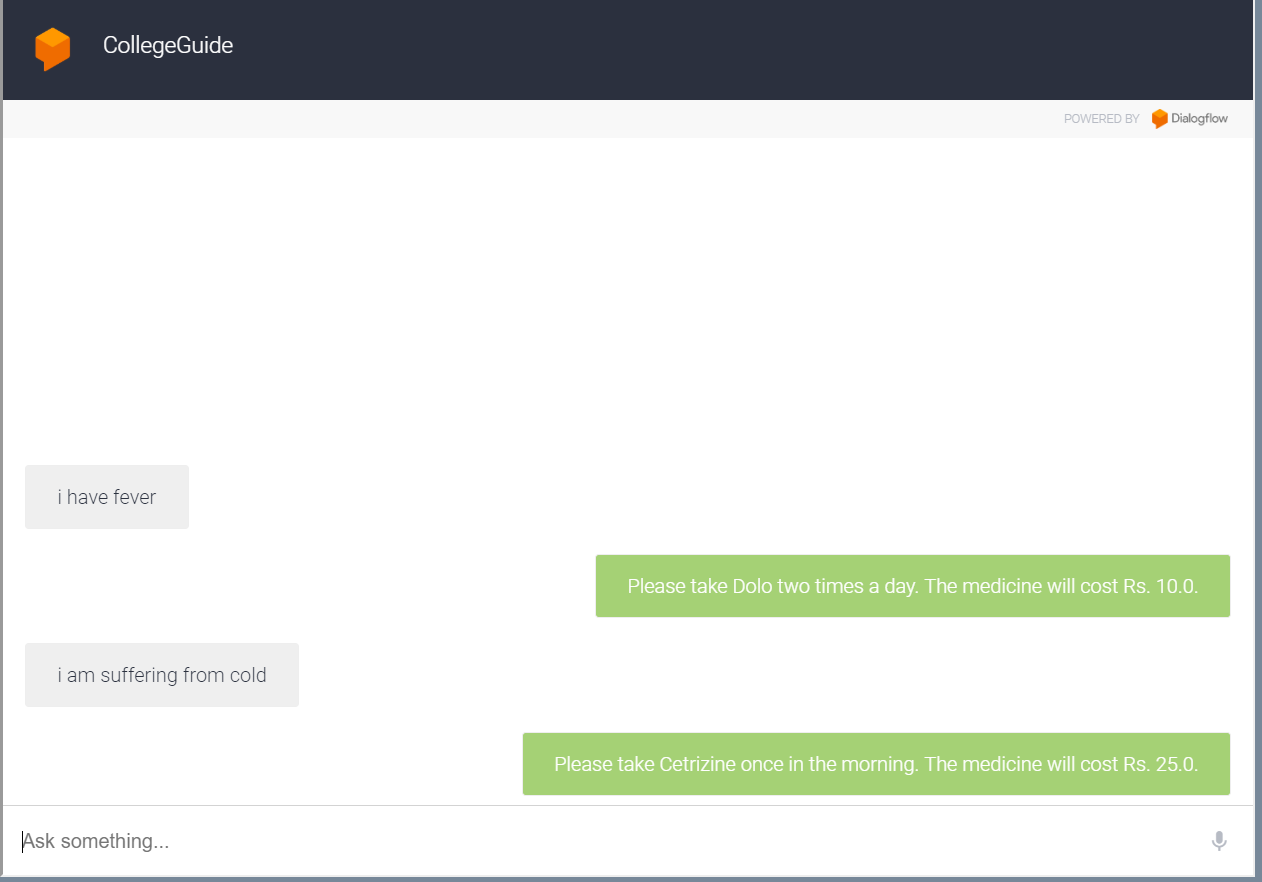 CollegeGuide
POWERED BY Dialogflow
i have fever
Please take Dolo two times a day. The medicine will cost Rs. 10.0.
i am suffering from cold
Please take Cetrizine once in the morning. The medicine will cost Rs. 25.0.
Ask something...